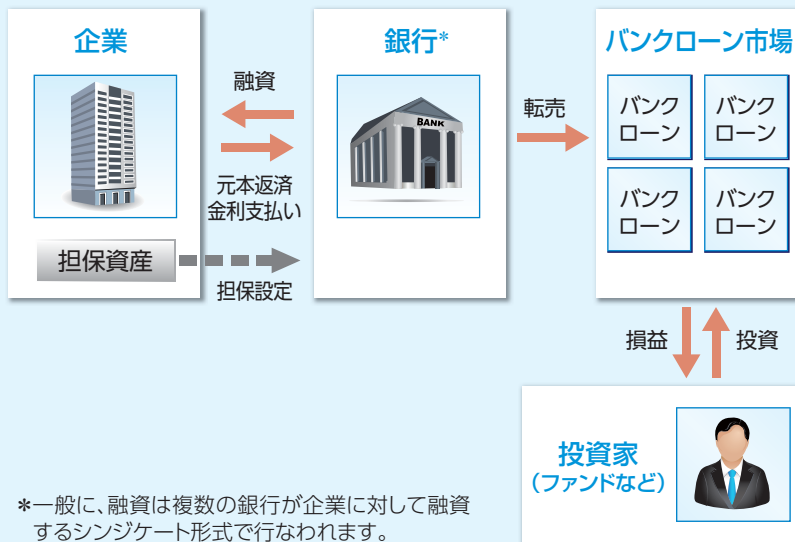 企業
融資
元本返済
金利支払い
担保資産
担保設定
銀行*
BANK
転売
バンクローン市場
バンク
ローン
バンク
ローン
バンク
ローン
バンク
ローン
損益
投資
投資家
(ファンドなど)
*一般に、融資は複数の銀行が企業に対して融資
するシンジケート形式で行なわれます。